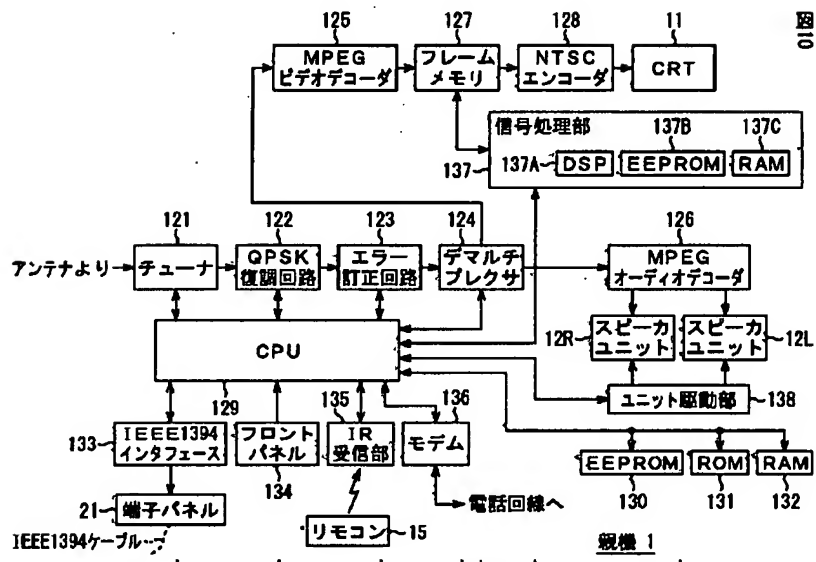 図10
125
127
128
11
MPEG
ビデオデコーダ
フレーム
メモリ
NTSC
エンコーダ
CRT
信号処理部
137B
137C
137A
DSP
EEPROM
RAM
137
121
122
123
124
126
アンテナより
チューナ
QPSK
復調回路
エラー
訂正回路
デマルチ
プレクサ
MPEG
オーディオデコーダ
CPU
12R
スピーカ
ユニット
スピーカ
ユニット
12L
129
135
136
ユニット駆動部
138
133
IEEE1394
インタフェース
フロント
パネル
134
IR
受信部
モデム
EEPROM
ROM
RAM
130
131
132
21
端子パネル
電話回線へ
リモコン
15
IEEE1394ケーブル
親機 1